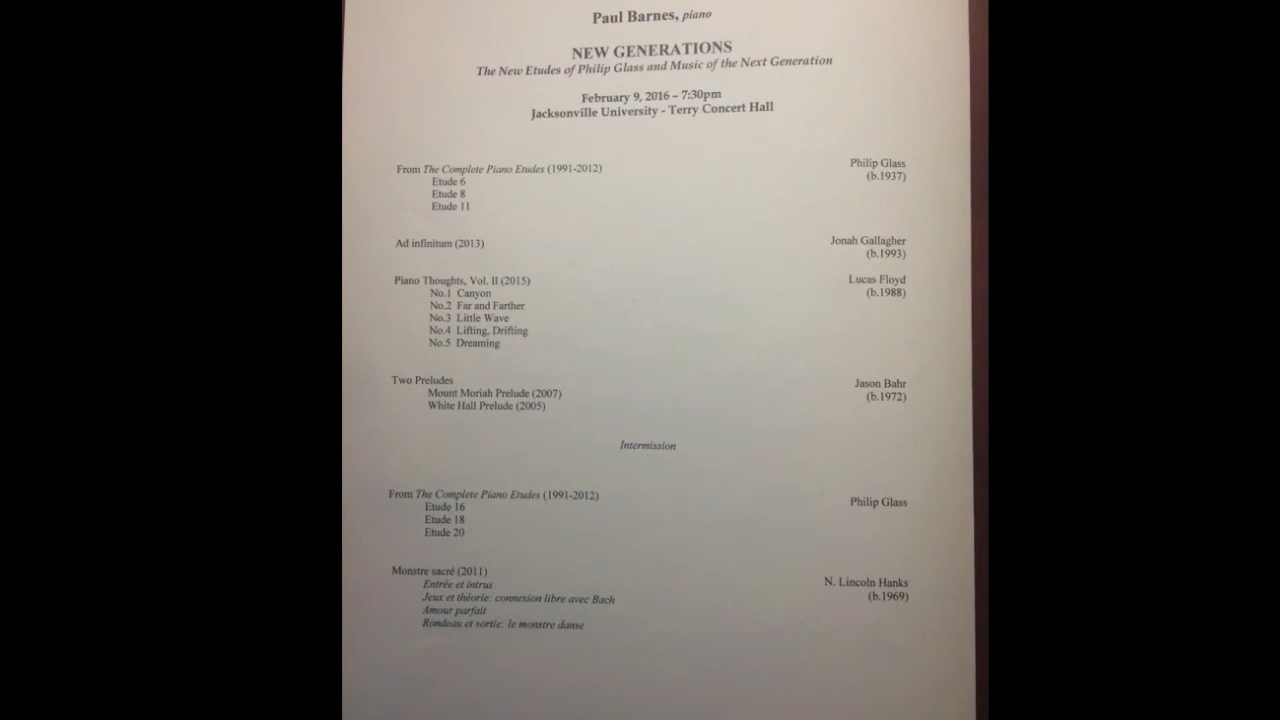 Paul Barnes, piano
NEW GENERATIONS
The New Etudes of Philip Glass and Music of the Next Generation
February 9, 2016 – 7:30pm
Jacksonville University - Terry Concert Hall
From The Complete Piano Etudes (1991-2012) Philip Glass
Etude 6 (b.1937)
Etude 8
Etude 11
Ad infinitum (2013) Jonah Gallagher
(b.1993)
Piano Thoughts, Vol. II (2015) Lucas Floyd
No.1 Canyon (b.1988)
No.2 Far and Farther
No.3 Little Wave
No.4 Lifting, Drifting
No.5 Dreaming
Two Preludes Jason Bahr
Mount Moriah Prelude (2007) (b.1972)
White Hall Prelude (2005)
Intermission
From The Complete Piano Etudes (1991-2012) Philip Glass
Etude 16
Etude 18
Etude 20
Monstre sacré (2011) N. Lincoln Hanks
Entrée et intrus (b.1969)
Jeux et théorie: connexion libre avec Bach
Amour parfait
Rondeau et sortie: le monstre danse